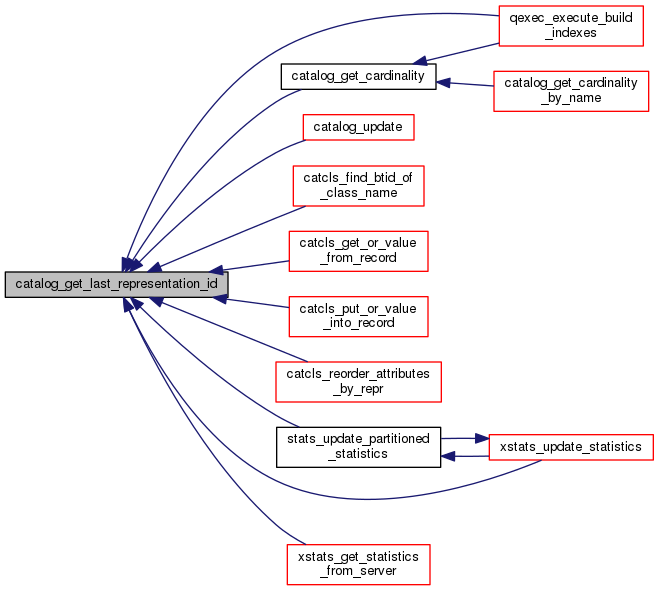 qexec_execute_build
_indexes
catalog_get_cardinality
catalog_get_cardinality
_by_name
catalog_update
catcls_find_btid_of
_class_name
catcls_get_or_value
_from_record
catalog_get_last_representation_id
catcls_put_or_value
_into_record
catcls_reorder_attributes
_by_repr
stats_update_partitioned
_statistics
xstats_update_statistics
xstats_get_statistics
_from_server